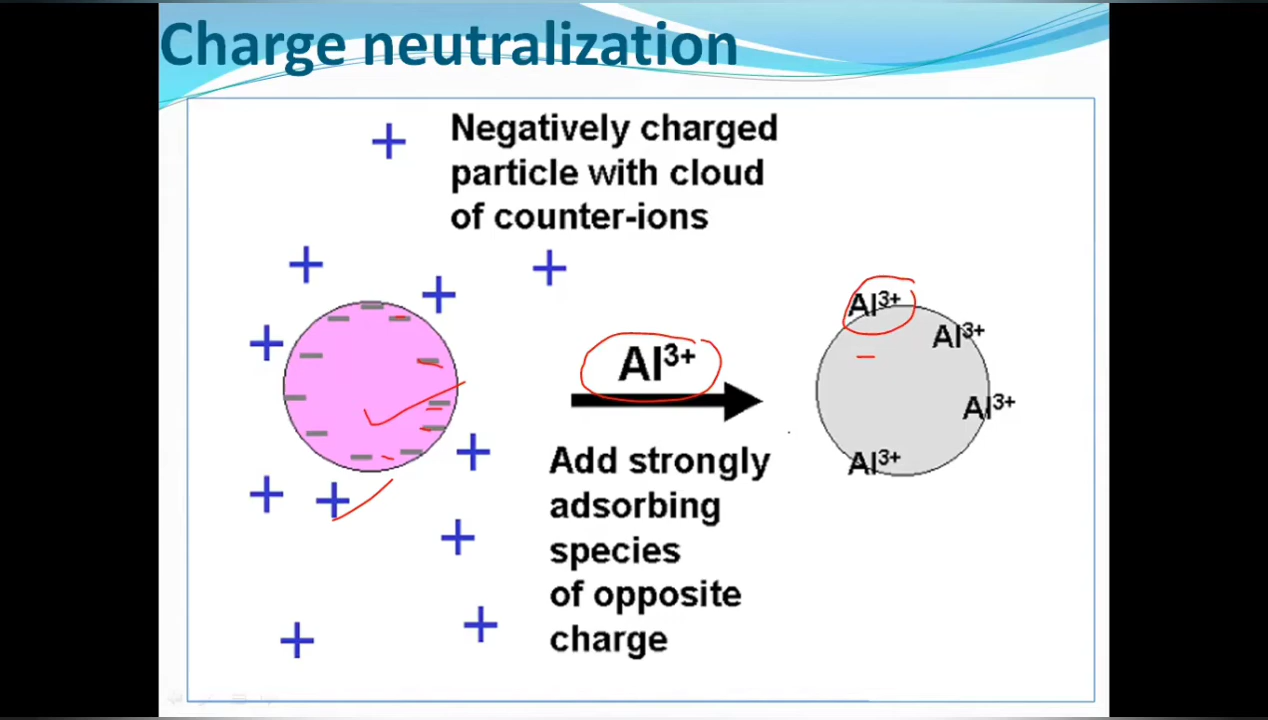 Charge neutralization
Negatively charged
particle with cloud
of counter-ions
Al³⁺
Add strongly
adsorbing
species
of opposite
charge
Al³⁺
Al³⁺
Al³⁺
Al³⁺